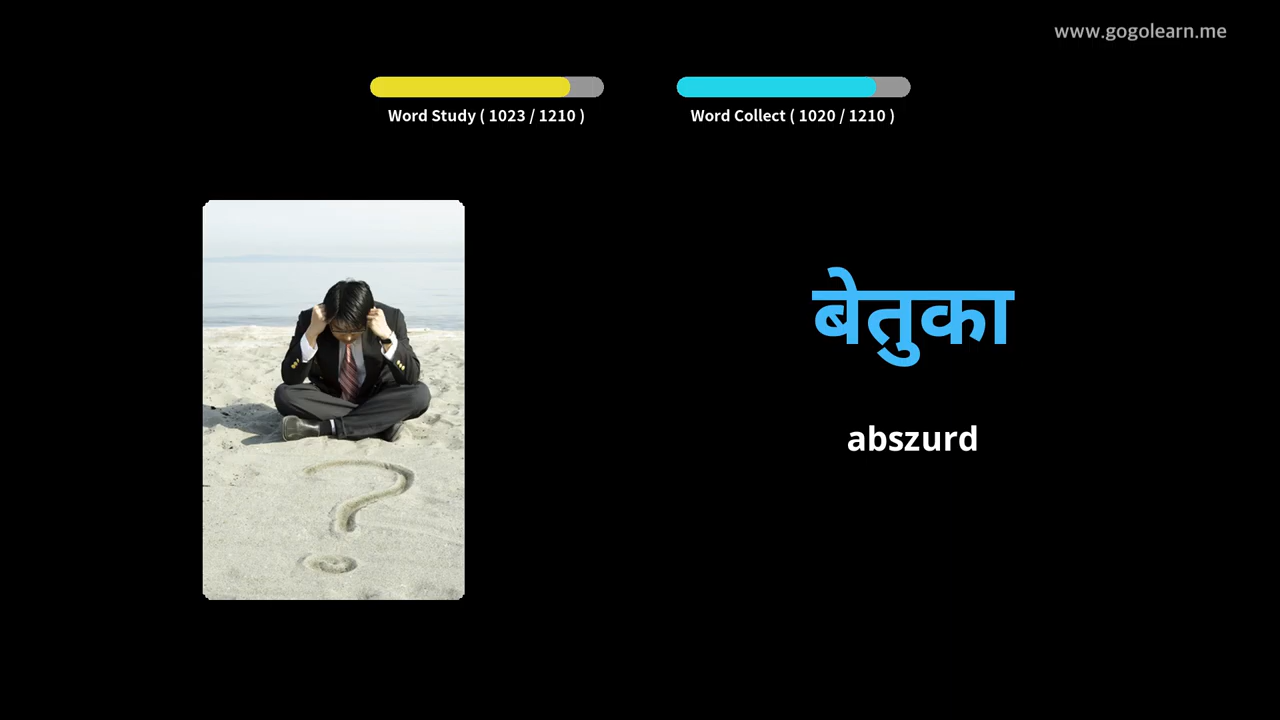 www.gogolearn.me
Word Study ( 1023 / 1210 )
Word Collect ( 1020 / 1210 )
बेतुका
abszurd
?